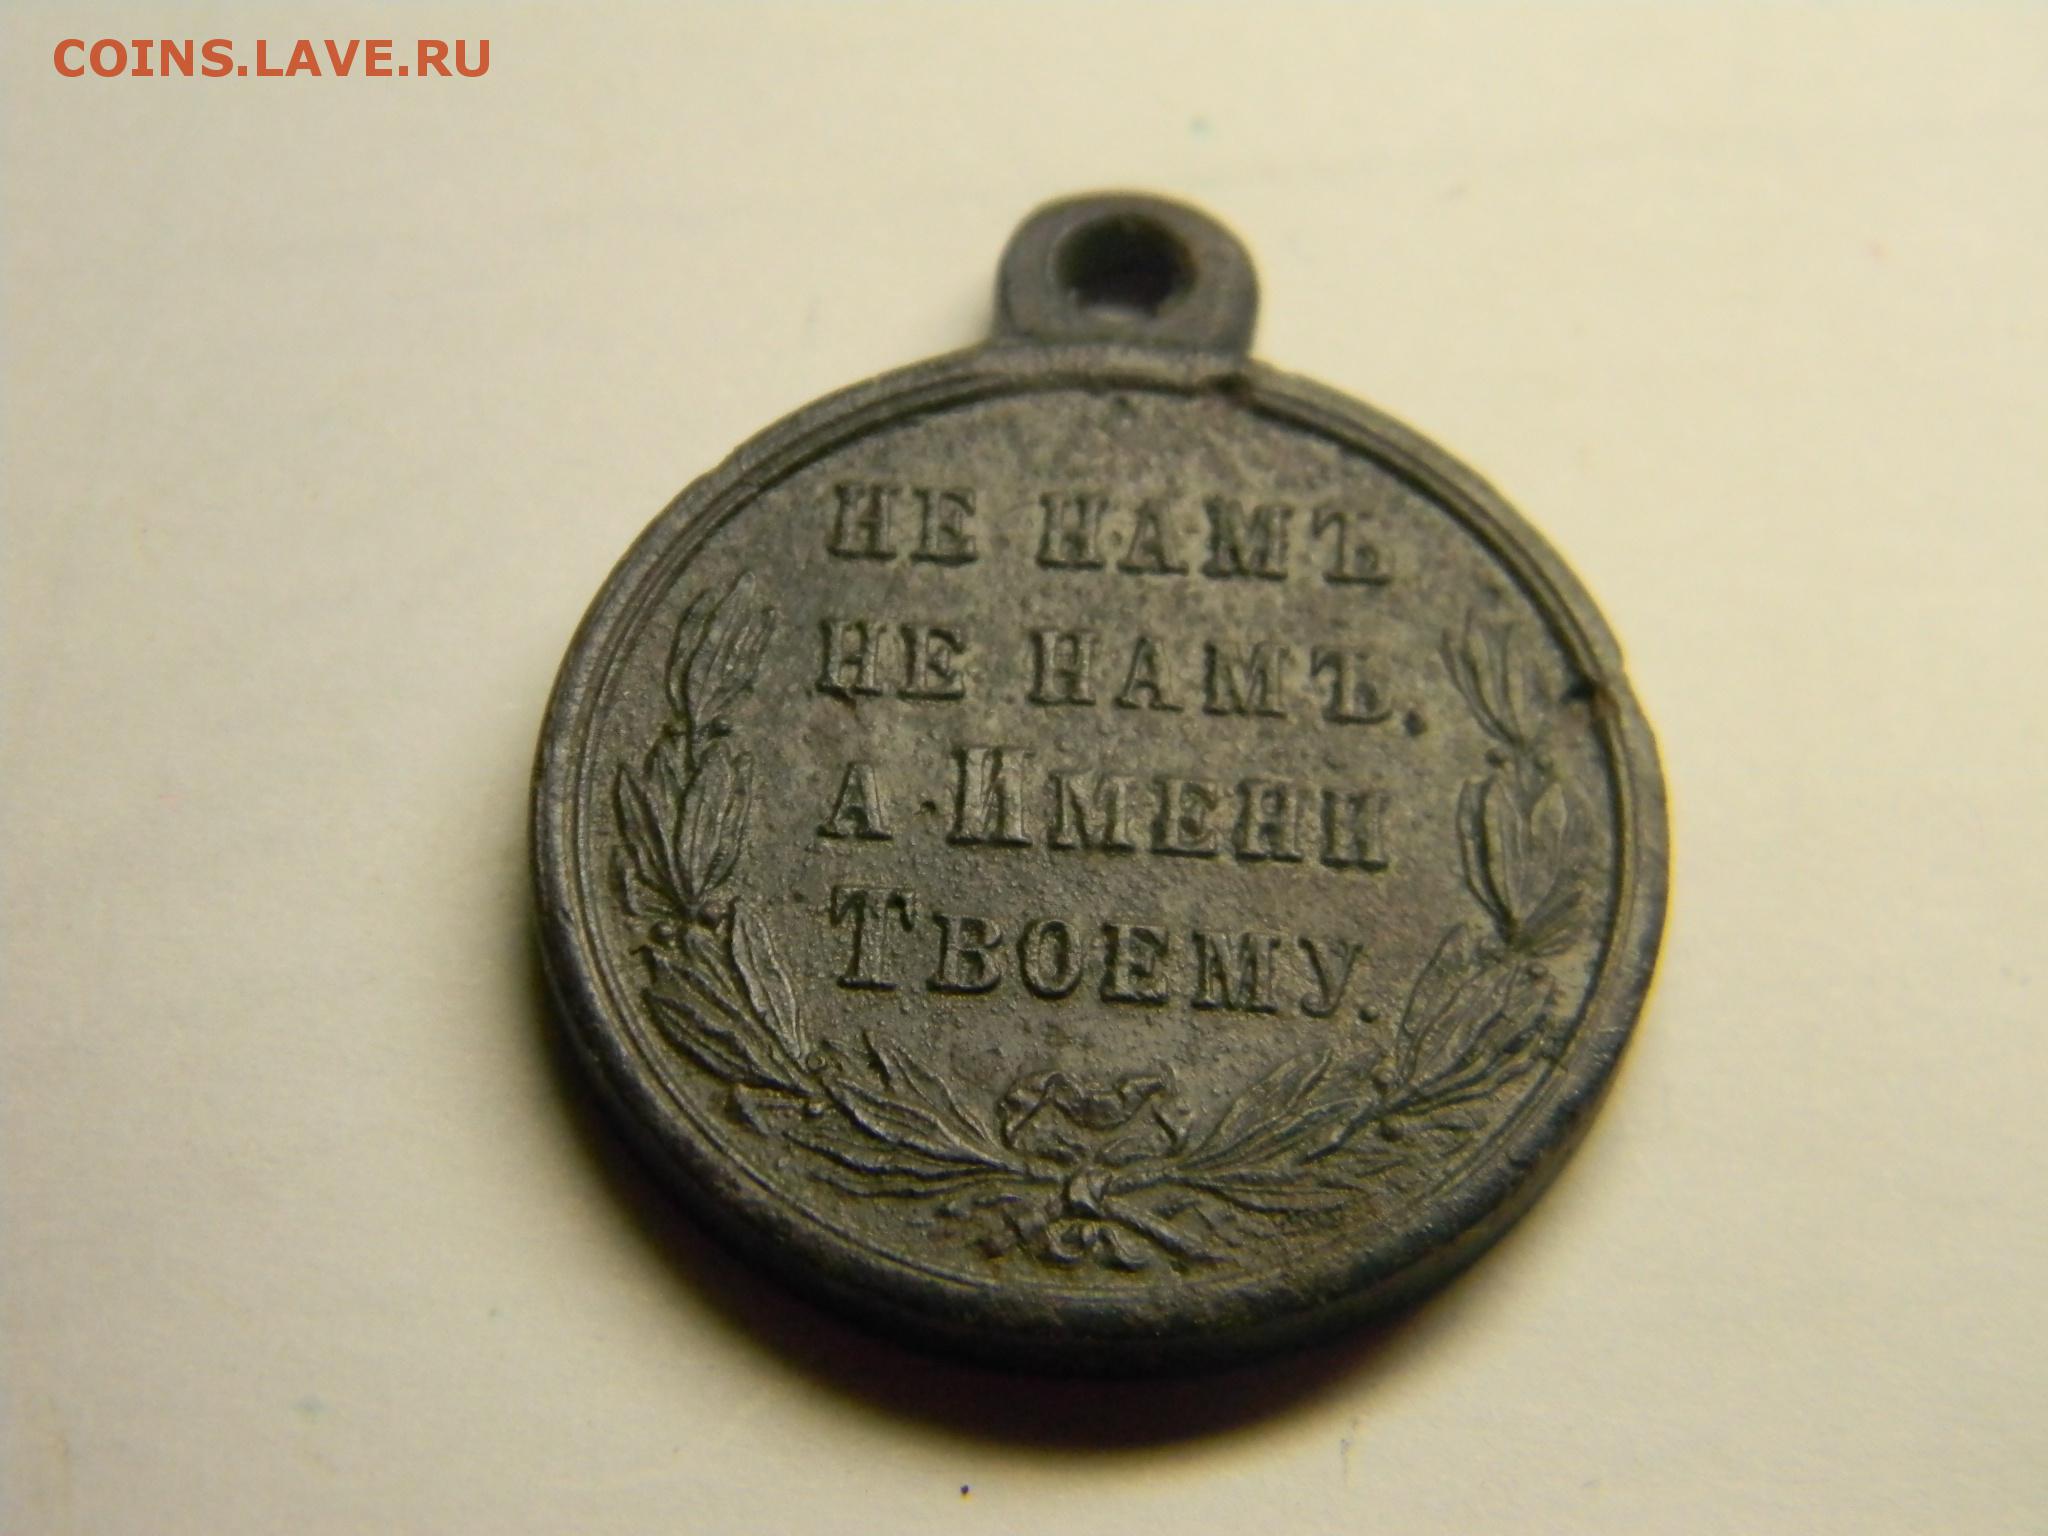 COINS.LAVE.RU
НЕ НАМЪ
НЕ НАМЪ,
А ИМЕНИ
ТВОЕМУ.